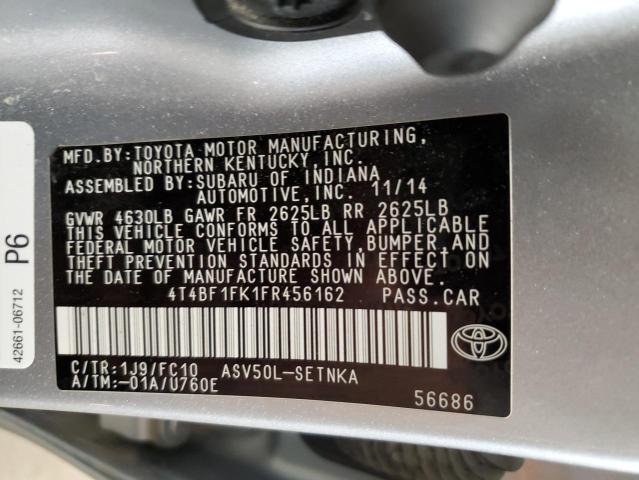 MFD.BY:TOYOTA MOTOR MANUFACTURING,
NORTHERN KENTUCKY,INC.
ASSEMBLED BY:SUBARU OF INDIANA
AUTOMOTIVE,INC. 11/14
GVWR 4630LB GAWR FR 2625LB RR 2625LB
THIS VEHICLE CONFORMS TO ALL APPLICABLE
FEDERAL MOTOR VEHICLE SAFETY,BUMPER,AND
THEFT PREVENTION STANDARDS IN EFFECT ON
THE DATE OF MANUFACTURE SHOWN ABOVE.
4T4BF1FK1FR456162 PASS.CAR
C/TR:1J9/FC10 ASV50L-SETNKA
A/TM:-01A/U760E
56686
P6
42661-06712